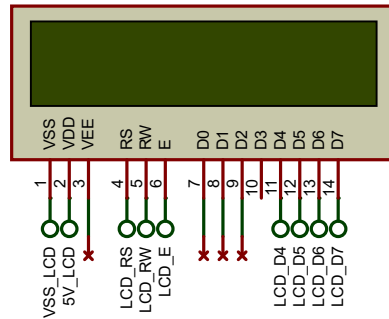 VSS
VDD
VEE
RS
RW
E
D0
D1
D2
D3
D4
D5
D6
D7
1
2
3
4
5
6
7
8
9
10
11
12
13
14
VSS_LCD
5V_LCD
LCD_RS
LCD_RW
LCD_E
LCD_D4
LCD_D5
LCD_D6
LCD_D7